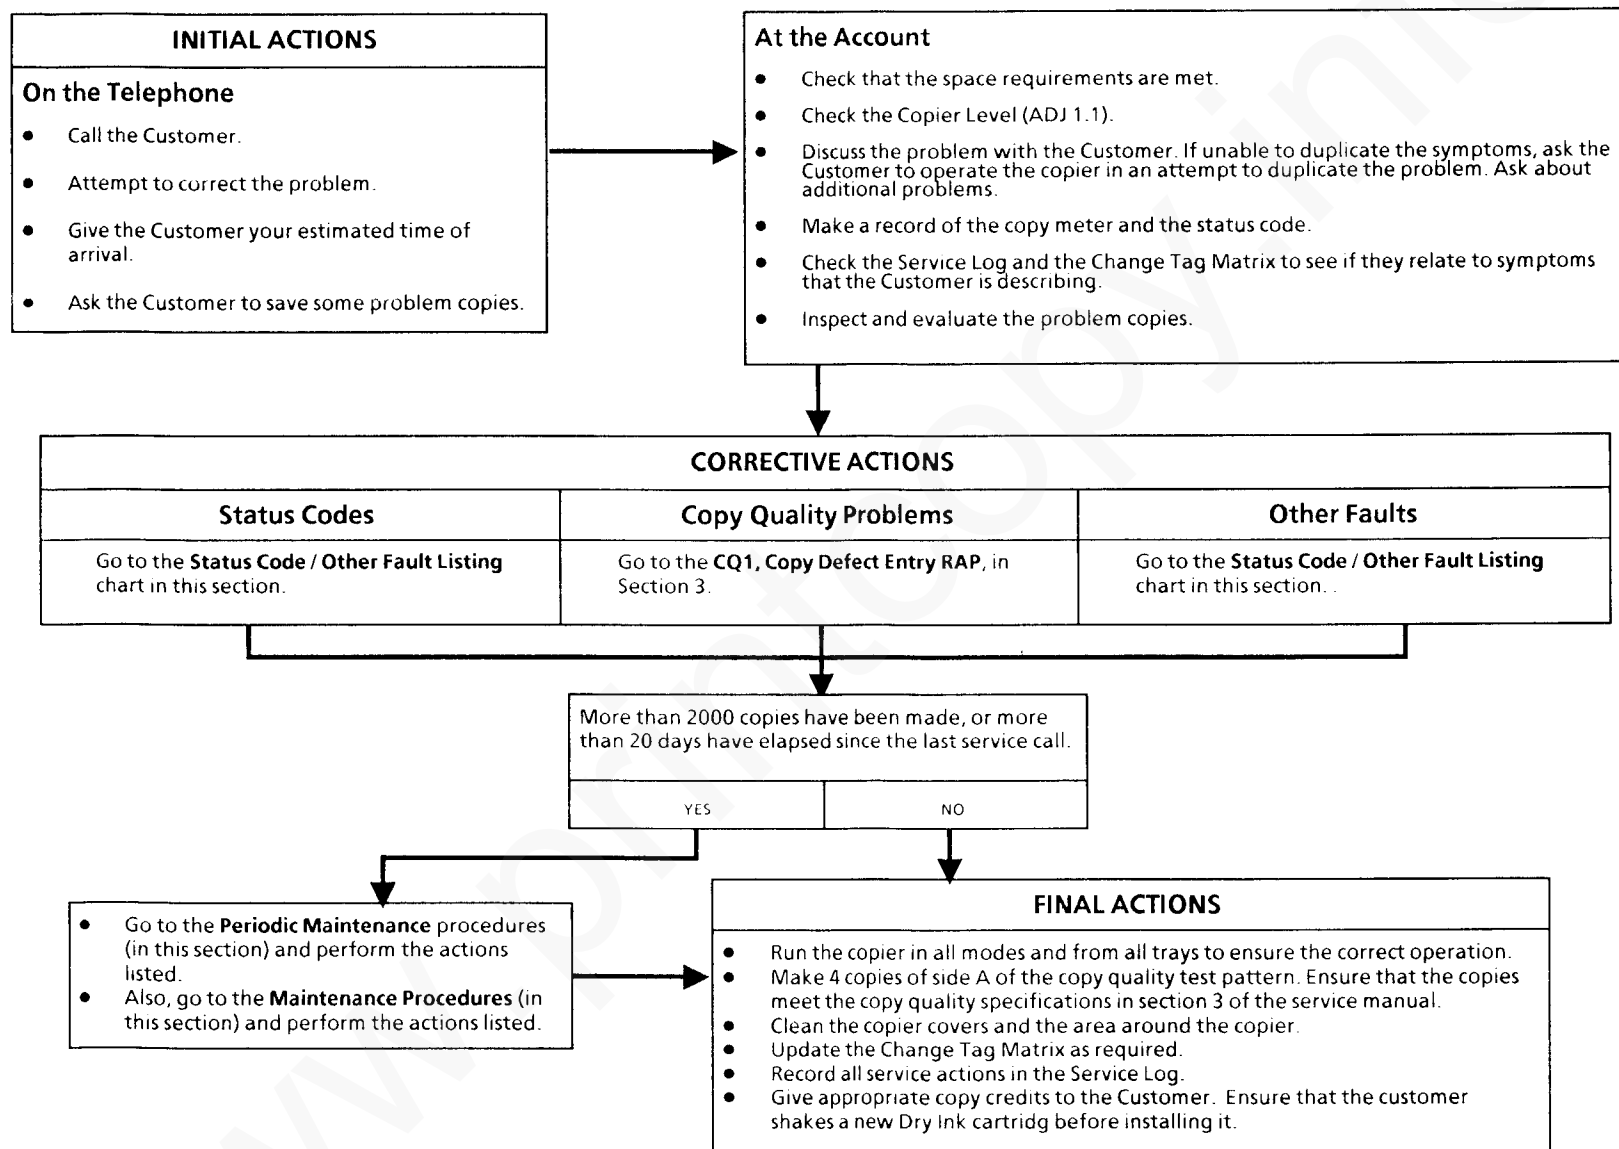 INITIAL ACTIONS
On the Telephone
● Call the Customer.
● Attempt to correct the problem.
● Give the Customer your estimated time of
arrival.
● Ask the Customer to save some problem copies.
At the Account
● Check that the space requirements are met.
● Check the Copier Level (ADJ 1.1).
● Discuss the problem with the Customer. If unable to duplicate the symptoms, ask the
Customer to operate the copier in an attempt to duplicate the problem. Ask about
additional problems.
● Make a record of the copy meter and the status code.
● Check the Service Log and the Change Tag Matrix to see if they relate to symptoms
that the Customer is describing.
● Inspect and evaluate the problem copies.
CORRECTIVE ACTIONS
Status Codes
Go to the Status Code / Other Fault Listing
chart in this section.
Copy Quality Problems
Go to the CQ1, Copy Defect Entry RAP, in
Section 3.
Other Faults
Go to the Status Code / Other Fault Listing
chart in this section. .
More than 2000 copies have been made, or more
than 20 days have elapsed since the last service call.
YES
NO
● Go to the Periodic Maintenance procedures
(in this section) and perform the actions
listed.
● Also, go to the Maintenance Procedures (in
this section) and perform the actions listed.
FINAL ACTIONS
● Run the copier in all modes and from all trays to ensure the correct operation.
● Make 4 copies of side A of the copy quality test pattern. Ensure that the copies
meet the copy quality specifications in section 3 of the service manual.
● Clean the copier covers and the area around the copier.
● Update the Change Tag Matrix as required.
● Record all service actions in the Service Log.
● Give appropriate copy credits to the Customer. Ensure that the customer
shakes a new Dry Ink cartridg before installing it.
www.printcopy.info